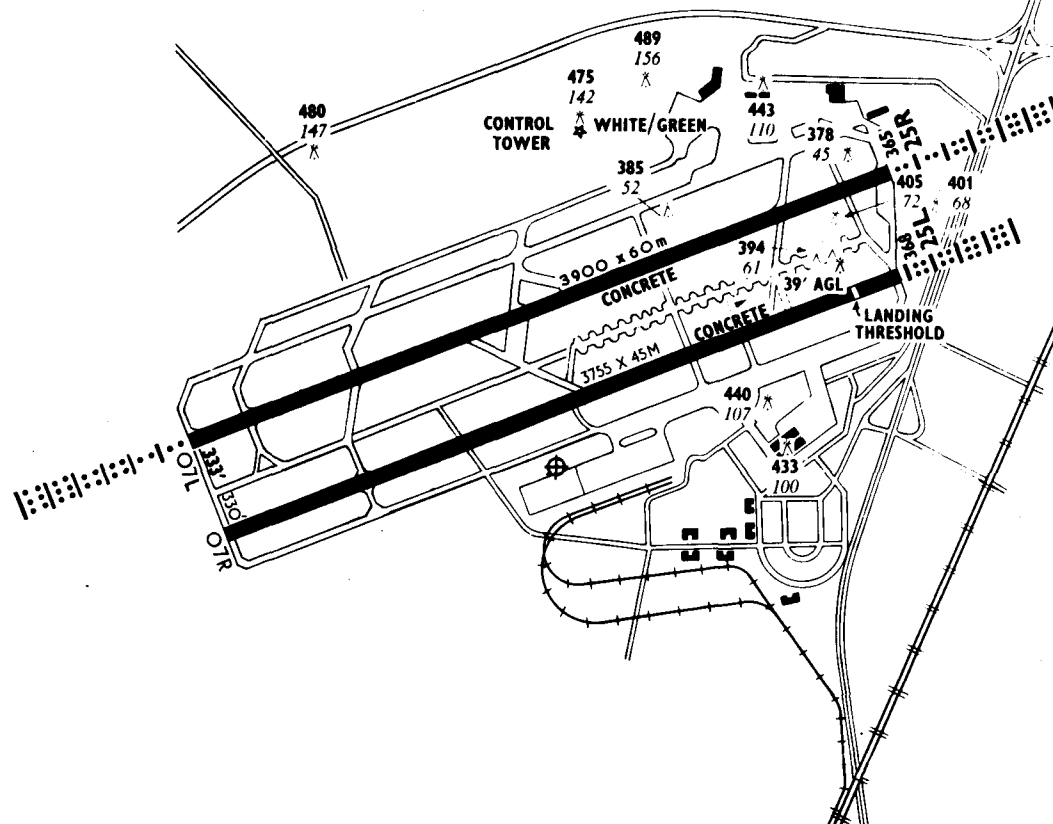 489
156
475
142
480
147
CONTROL
TOWER
WHITE/GREEN
443
110
378
45
365
25R
385
52
405
72
401
68
368
25L
3900 x 60m
CONCRETE
394
61
39' AGL
CONCRETE
LANDING
THRESHOLD
3755 X 45M
440
107
433
100
333'
07L
330'
07R